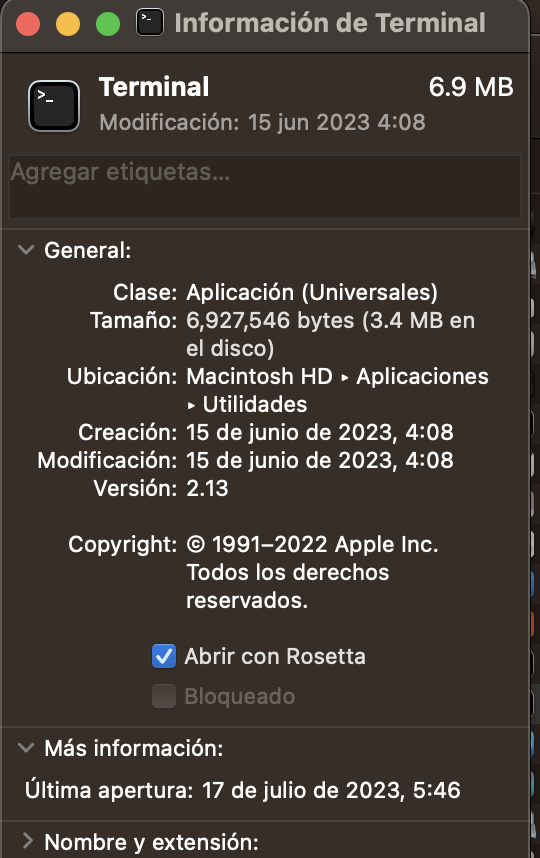 Información de Terminal
Terminal 6.9 MB
Modificación: 15 jun 2023 4:08
Agregar etiquetas...
General:
Clase: Aplicación (Universales)
Tamaño: 6,927,546 bytes (3.4 MB en
el disco)
Ubicación: Macintosh HD ▸ Aplicaciones
▸ Utilidades
Creación: 15 de junio de 2023, 4:08
Modificación: 15 de junio de 2023, 4:08
Versión: 2.13
Copyright: © 1991–2022 Apple Inc.
Todos los derechos
reservados.
Abrir con Rosetta
Bloqueado
Más información:
Última apertura: 17 de julio de 2023, 5:46
Nombre y extensión: